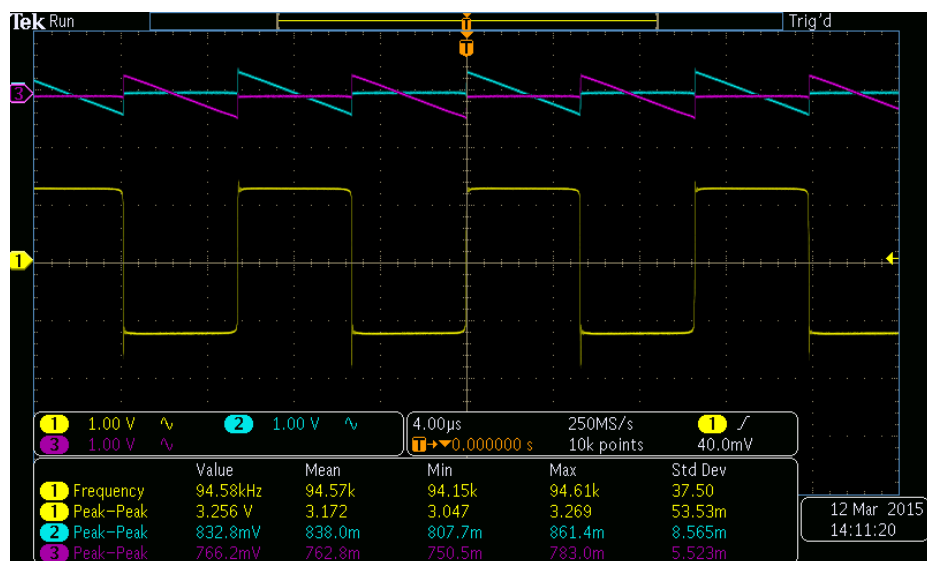 Tek Run Trig'd
T
T
3
1
1 1.00 V 2 1.00 V 4.00μs 250MS/s 1
3 1.00 V T→▼0.000000 s 10k points 40.0mV
Value Mean Min Max Std Dev
1 Frequency 94.58kHz 94.57k 94.15k 94.61k 37.50
1 Peak-Peak 3.256 V 3.172 3.047 3.269 53.53m
2 Peak-Peak 832.8mV 838.0m 807.7m 861.4m 8.565m
3 Peak-Peak 766.2mV 762.8m 750.5m 783.0m 5.523m
12 Mar 2015
14:11:20